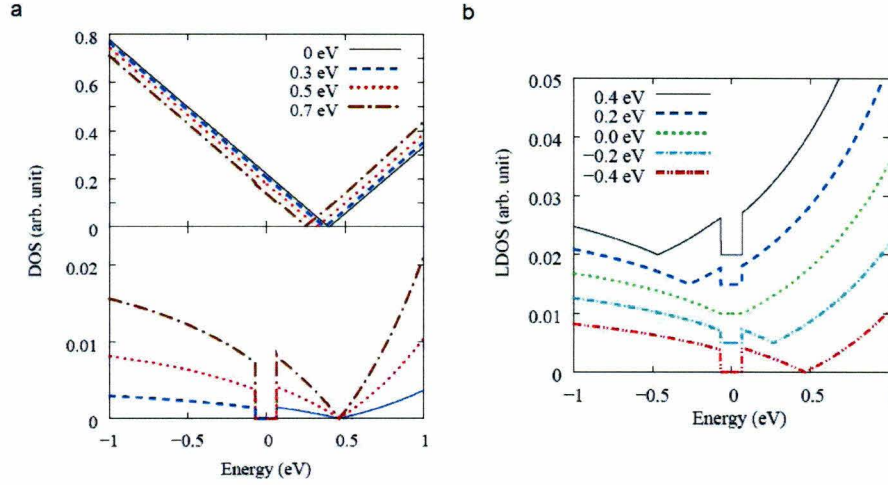 a
0.8
0.6
0.4
0.2
0
0.02
0.01
0
DOS (arb. unit)
0 eV
0.3 eV
0.5 eV
0.7 eV
−1
−0.5
0
0.5
1
Energy (eV)
b
0.05
0.04
0.03
0.02
0.01
0
LDOS (arb. unit)
0.4 eV
0.2 eV
0.0 eV
−0.2 eV
−0.4 eV
−1
−0.5
0
0.5
Energy (eV)